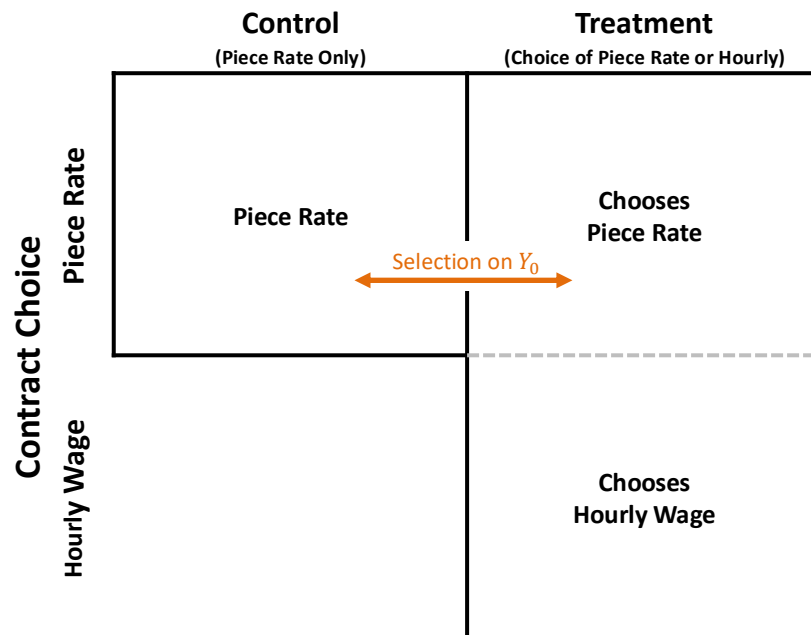 Control
(Piece Rate Only)
Treatment
(Choice of Piece Rate or Hourly)
Contract Choice
Piece Rate
Hourly Wage
Piece Rate
Chooses
Piece Rate
Selection on Y₀
Chooses
Hourly Wage